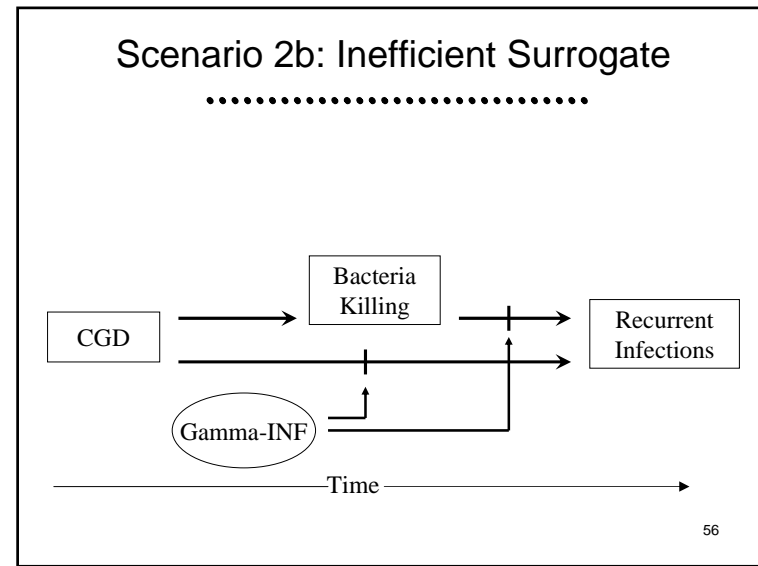 Scenario 2b: Inefficient Surrogate
Bacteria
Killing
CGD
Recurrent
Infections
Gamma-INF
Time
56